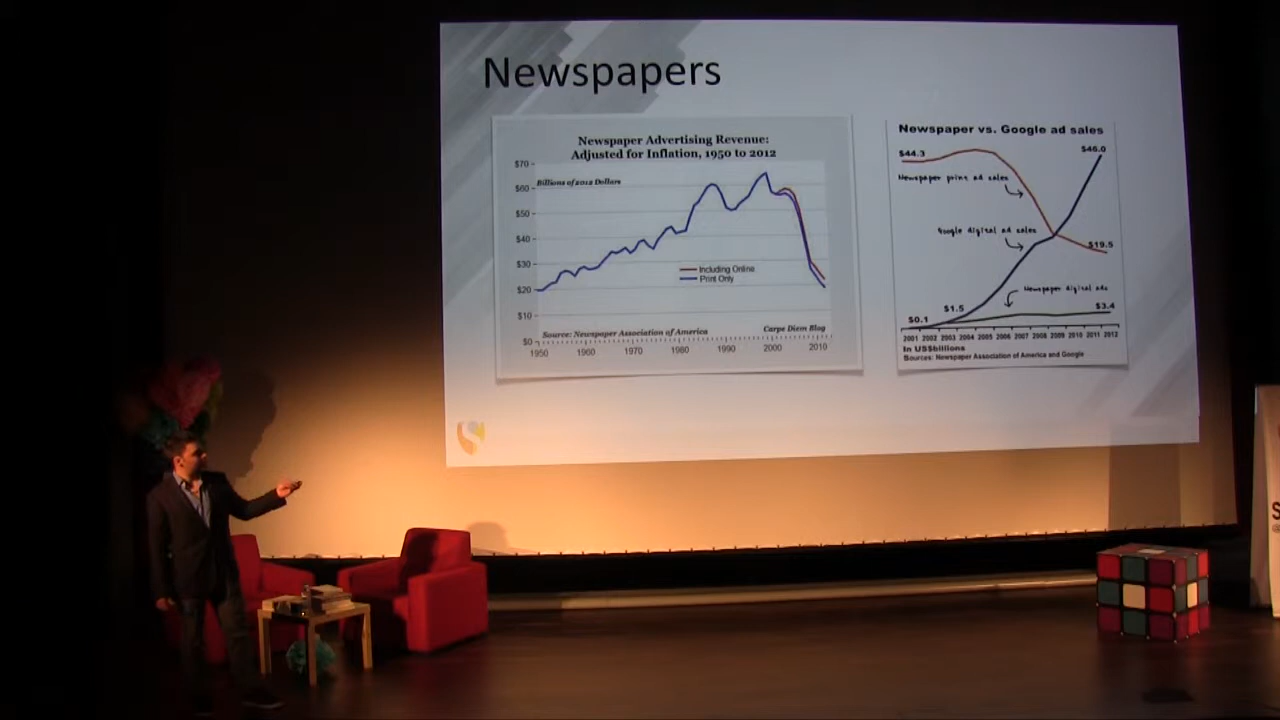 Newspapers
Newspaper Advertising Revenue:
Adjusted for Inflation, 1950 to 2012
Billions of 2012 Dollars
$70
$60
$50
$40
$30
$20
$10
$0
Including Online
Print Only
Source: Newspaper Association of America
Carpe Diem Blog
1950 1960 1970 1980 1990 2000 2010
Newspaper vs. Google ad sales
$44.3
$46.0
Newspaper print ad sales
Google digital ad sales
$19.5
Newspaper digital ads
$0.1
$1.5
$3.4
2001 2002 2003 2004 2005 2006 2007 2008 2009 2010 2011 2012
In US$billions
Sources: Newspaper Association of America and Google
S
S